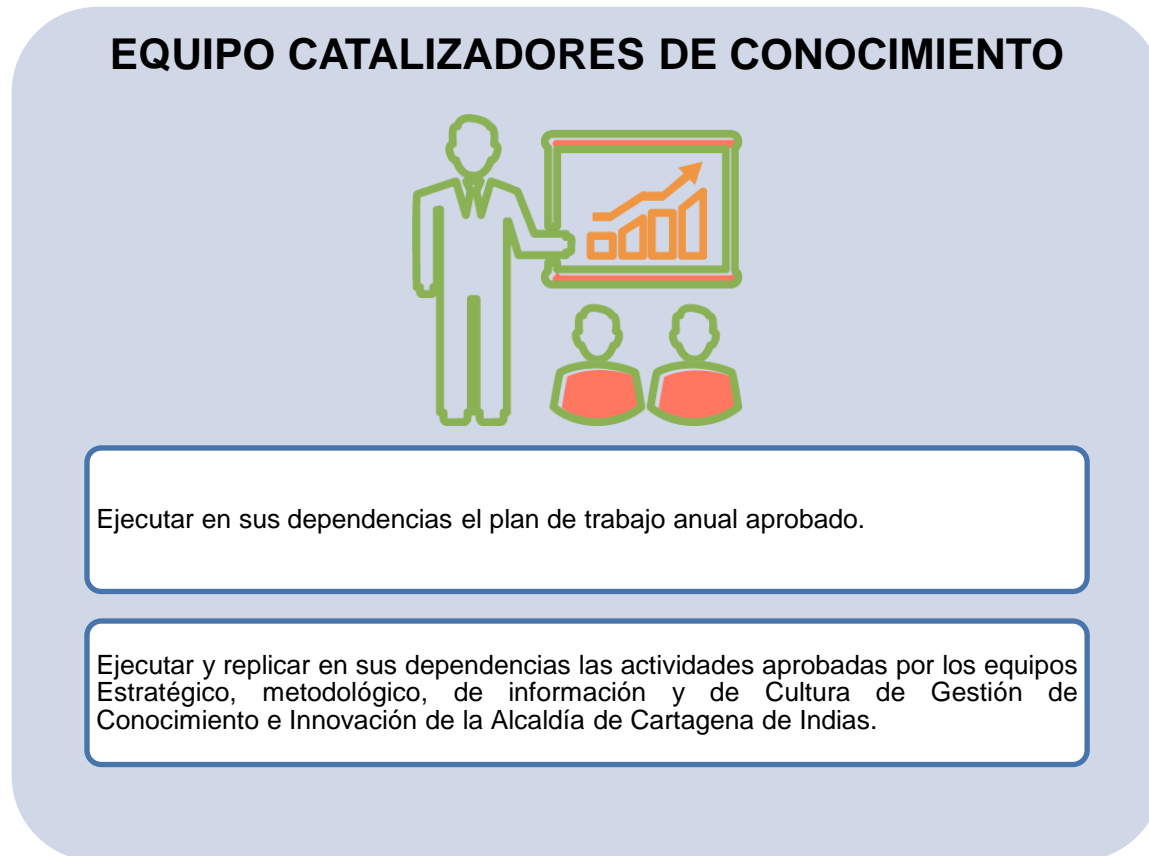 EQUIPO CATALIZADORES DE CONOCIMIENTO
Ejecutar en sus dependencias el plan de trabajo anual aprobado.
Ejecutar y replicar en sus dependencias las actividades aprobadas por los equipos
Estratégico, metodológico, de información y de Cultura de Gestión de
Conocimiento e Innovación de la Alcaldía de Cartagena de Indias.